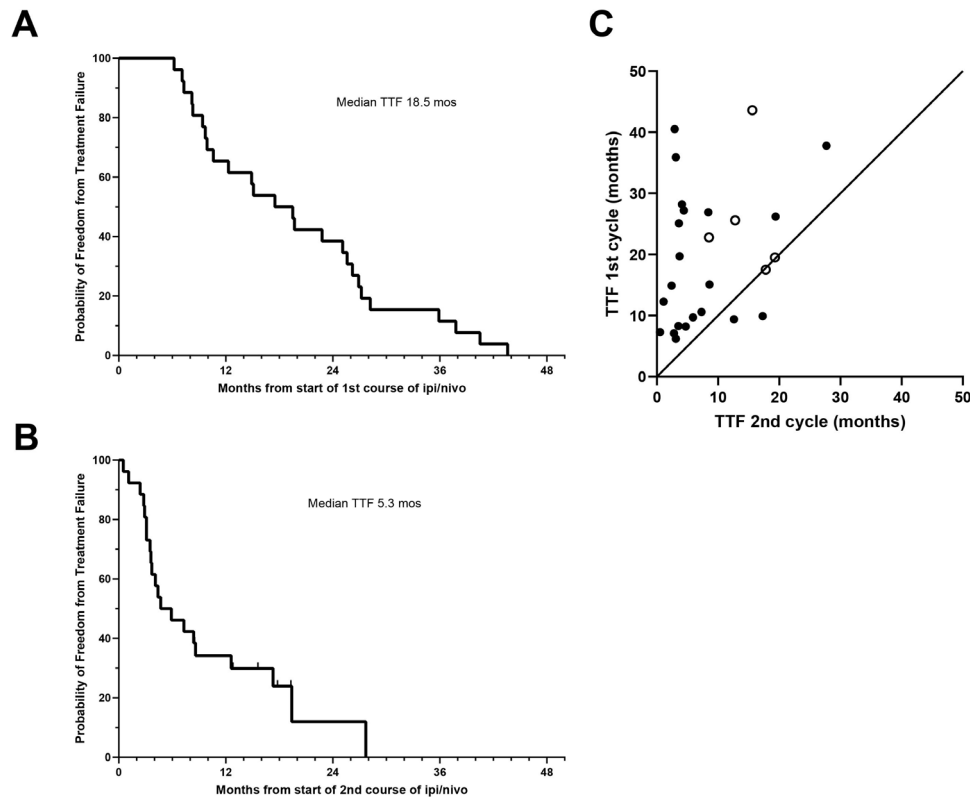 A
Probability of Freedom from Treatment Failure
100
80
60
40
20
0
Median TTF 18.5 mos
0 12 24 36 48
Months from start of 1st course of ipi/nivo
B
Probability of Freedom from Treatment Failure
100
80
60
40
20
0
Median TTF 5.3 mos
0 12 24 36 48
Months from start of 2nd course of ipi/nivo
C
TTF 1st cycle (months)
50
40
30
20
10
0
0 10 20 30 40 50
TTF 2nd cycle (months)